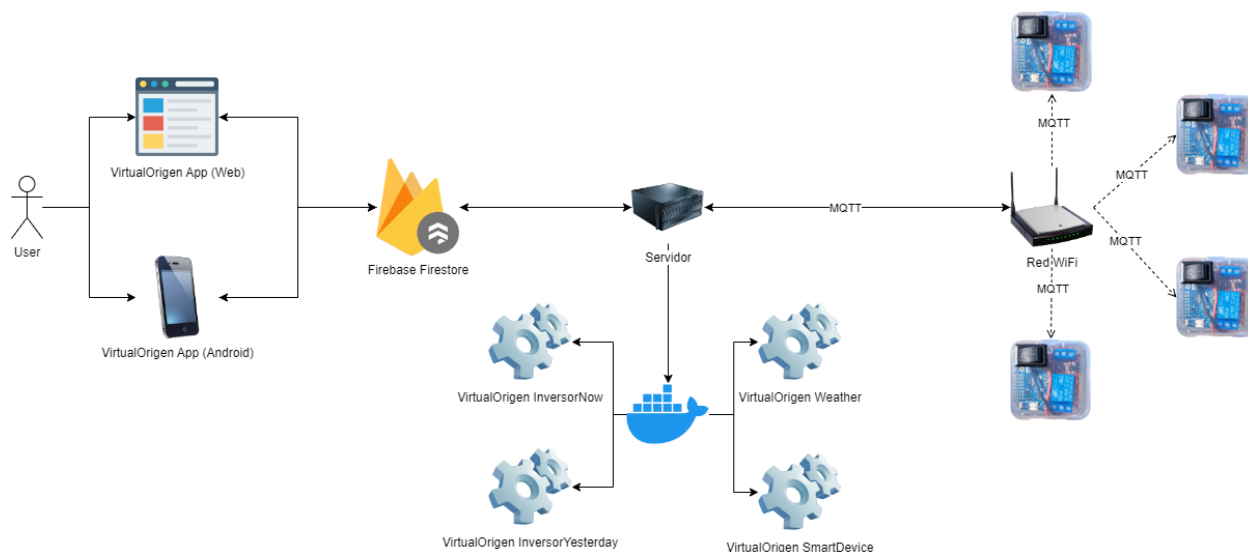 MQTT
MQTT
VirtualOrigen App (Web)
User
MQTT
MQTT
Firebase Firestore
Servidor
Red WiFi
MQTT
VirtualOrigen App (Android)
VirtualOrigen InversorNow
VirtualOrigen Weather
VirtualOrigen InversorYesterday
VirtualOrigen SmartDevice